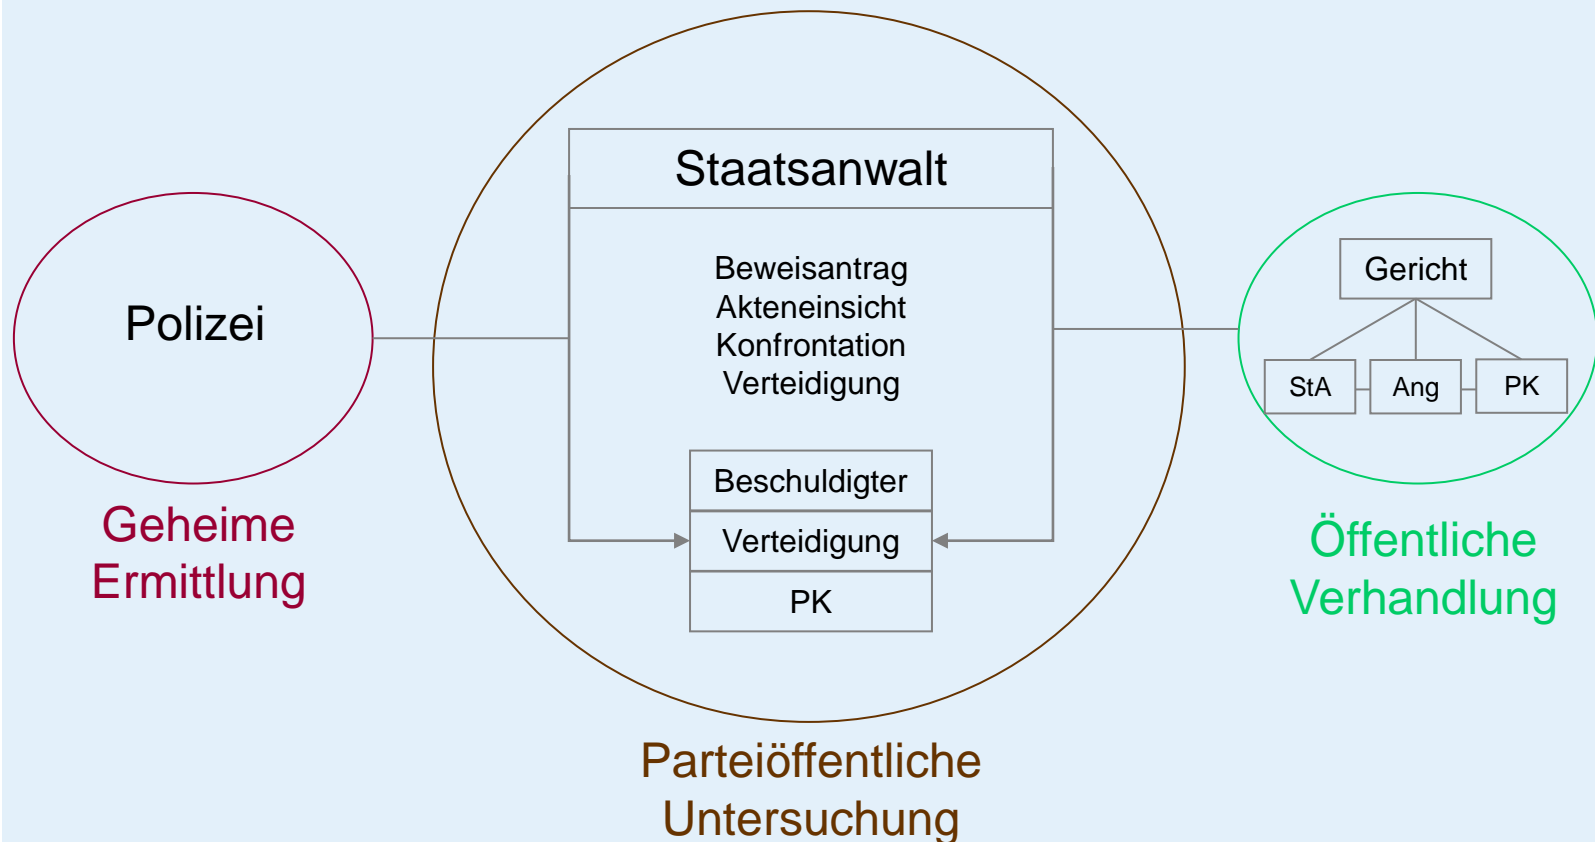 Polizei
Geheime
Ermittlung
Staatsanwalt
Beweisantrag
Akteneinsicht
Konfrontation
Verteidigung
Beschuldigter
Verteidigung
PK
Parteiöffentliche
Untersuchung
Gericht
StA Ang PK
Öffentliche
Verhandlung